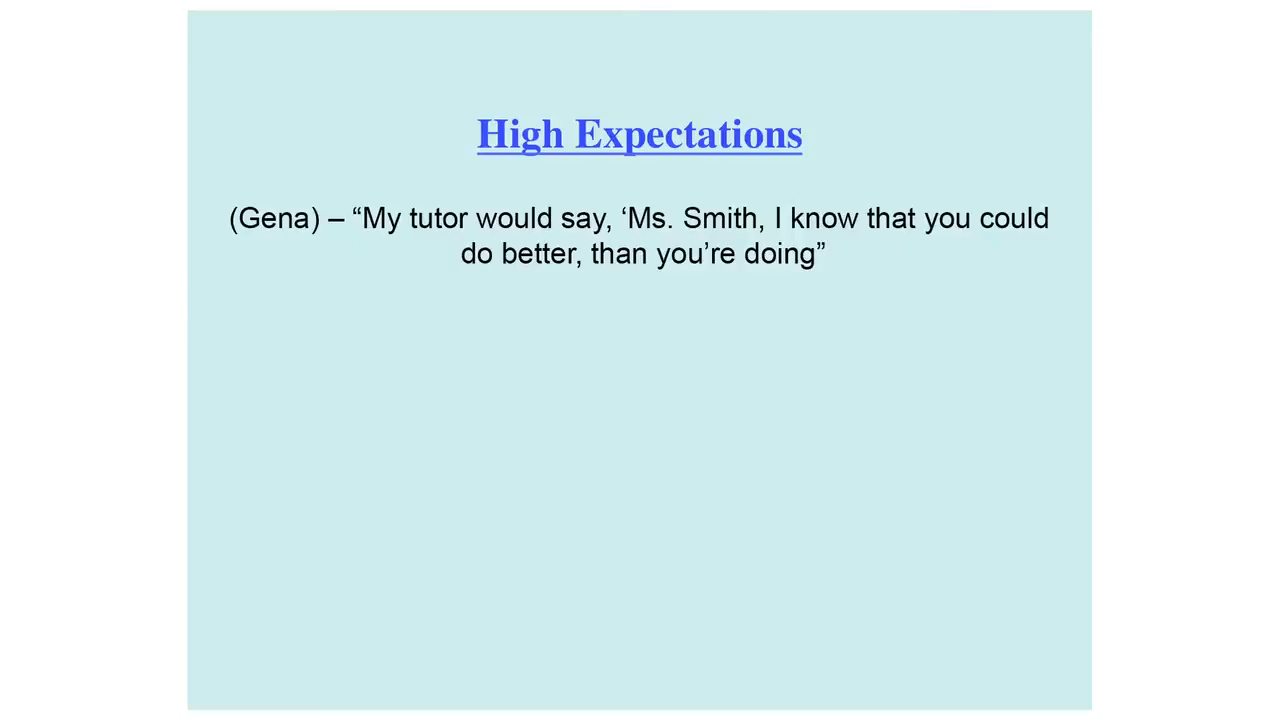 High Expectations
(Gena) – “My tutor would say, ‘Ms. Smith, I know that you could
do better, than you’re doing”